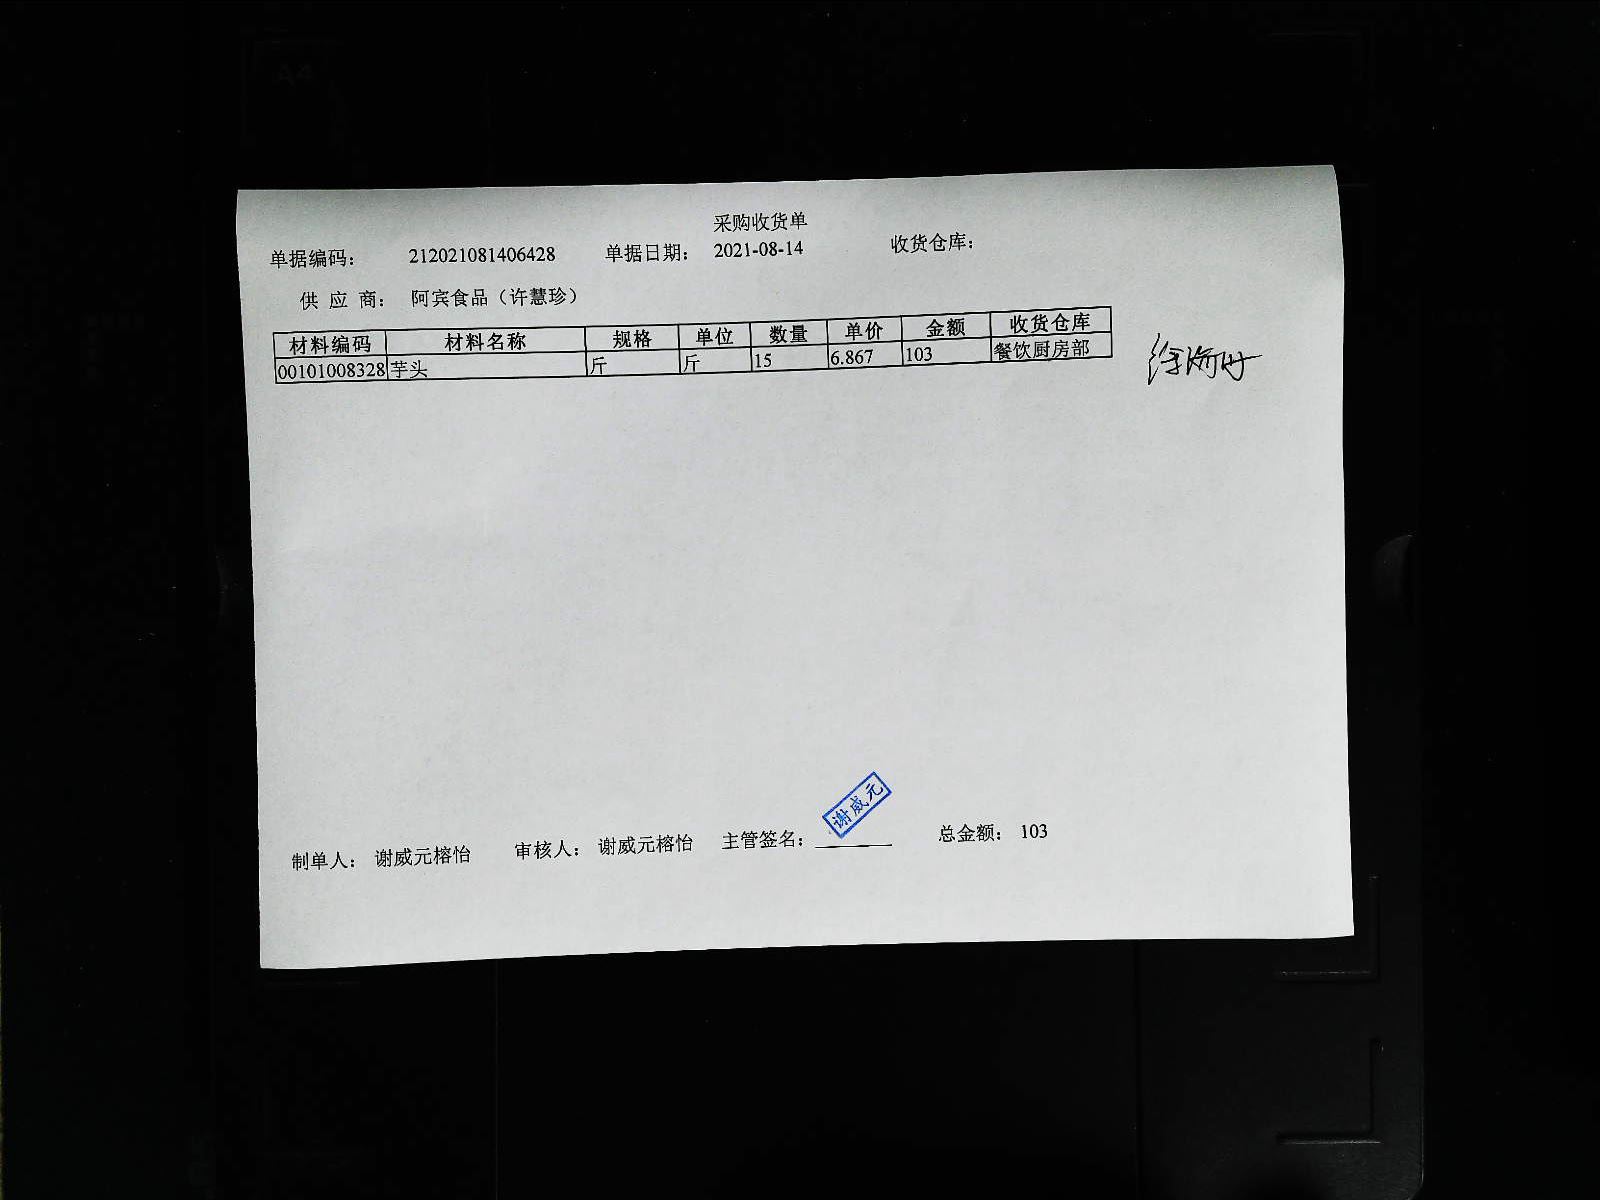 采购收货单
单据编码: 212021081406428 单据日期: 2021-08-14 收货仓库:
供 应 商: 阿宾食品（许慧珍）
材料编码 材料名称 规格 单位 数量 单价 金额 收货仓库
00101008328 芋头 斤 斤 15 6.867 103 餐饮厨房部
谢威元
制单人: 谢威元榕怡 审核人: 谢威元榕怡 主管签名: 总金额: 103